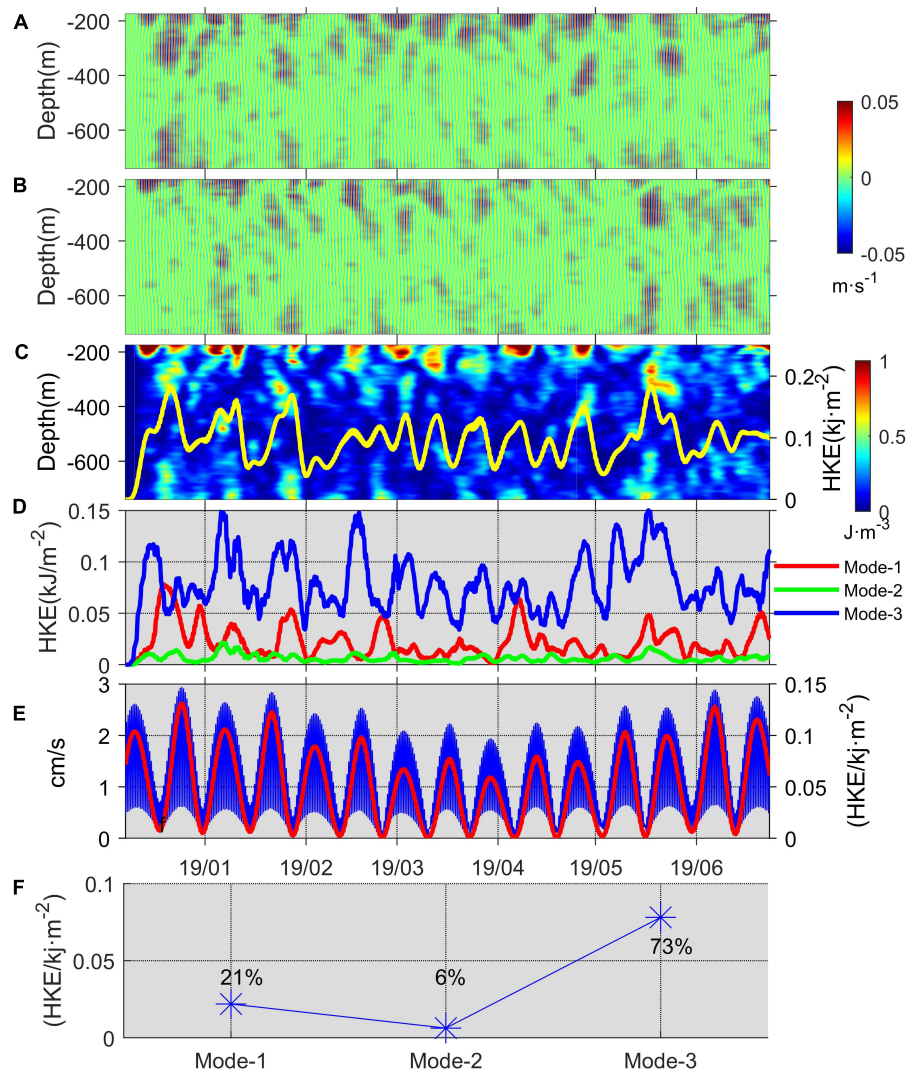 A
-200
-400
-600
Depth(m)
B
-200
-400
-600
Depth(m)
0.05
0
-0.05
m·s⁻¹
C
-200
-400
-600
Depth(m)
0.2
0.1
0
HKE(kj·m⁻²)
1
0.5
0
J·m⁻³
D
0.15
0.1
0.05
0
HKE(kJ/m⁻²)
Mode-1
Mode-2
Mode-3
E
3
2
1
0
cm/s
0.15
0.1
0.05
0
(HKE/kj·m⁻²)
19/01 19/02 19/03 19/04 19/05 19/06
F
0.1
0.05
0
(HKE/kj·m⁻²)
21% 6% 73%
Mode-1 Mode-2 Mode-3